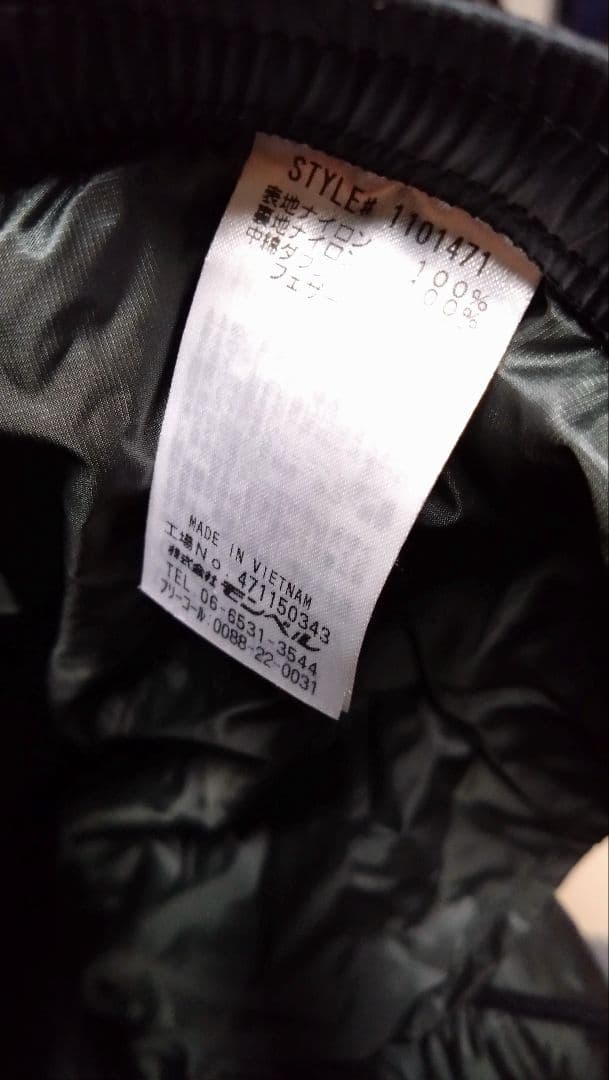 STYLE# 1101471
表地ナイロン 100%
裏地ナイロン 100%
中綿ダウン
フェザー
MADE IN VIETNAM
工場No. 471150343
株式会社モンベル
TEL 06-6531-3544
フリーコール:0088-22-0031